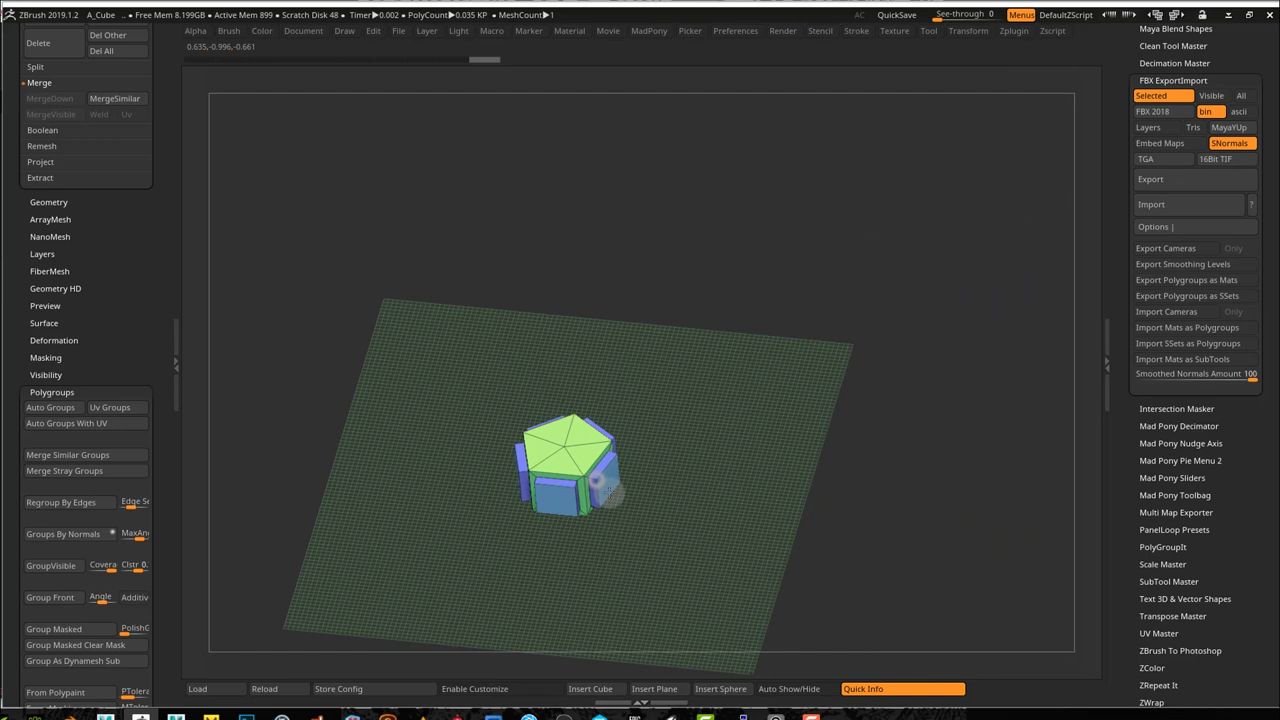 ZBrush 2019.1.2 A_Cube .. • Free Mem 8.199GB • Active Mem 899 • Scratch Disk 48 • Timer▶0.002 • PolyCount▶0.035 KP • MeshCount▶1 AC QuickSave See-through 0 Menus DefaultZScript
Alpha Brush Color Document Draw Edit File Layer Light Macro Marker Material Movie MadPony Picker Preferences Render Stencil Stroke Texture Tool Transform Zplugin Zscript
0.635,-0.996,-0.661
Delete
Del Other
Del All
Split
Merge
MergeDown MergeSimilar
MergeVisible Weld Uv
Boolean
Remesh
Project
Extract
Geometry
ArrayMesh
NanoMesh
Layers
FiberMesh
Geometry HD
Preview
Surface
Deformation
Masking
Visibility
Polygroups
Auto Groups Uv Groups
Auto Groups With UV
Merge Similar Groups
Merge Stray Groups
Regroup By Edges Edge Se
Groups By Normals MaxAn
GroupVisible Covera Clstr 0.
Group Front Angle Additiv
Group Masked PolishG
Group Masked Clear Mask
Group As Dynamesh Sub
From Polypaint PTolera
Load Reload Store Config Enable Customize Insert Cube Insert Plane Insert Sphere Auto Show/Hide Quick Info
Maya Blend Shapes
Clean Tool Master
Decimation Master
FBX ExportImport
Selected Visible All
FBX 2018 bin ascii
Layers Tris MayaYUp
Embed Maps SNormals
TGA 16Bit TIF
Export
Import ?
Options |
Export Cameras Only
Export Smoothing Levels
Export Polygroups as Mats
Export Polygroups as SSets
Import Cameras Only
Import Mats as Polygroups
Import SSets as Polygroups
Import Mats as SubTools
Smoothed Normals Amount 100
Intersection Masker
Mad Pony Decimator
Mad Pony Nudge Axis
Mad Pony Pie Menu 2
Mad Pony Sliders
Mad Pony Toolbag
Multi Map Exporter
PanelLoop Presets
PolyGroupIt
Scale Master
SubTool Master
Text 3D & Vector Shapes
Transpose Master
UV Master
ZBrush To Photoshop
ZColor
ZRepeat It
ZWrap